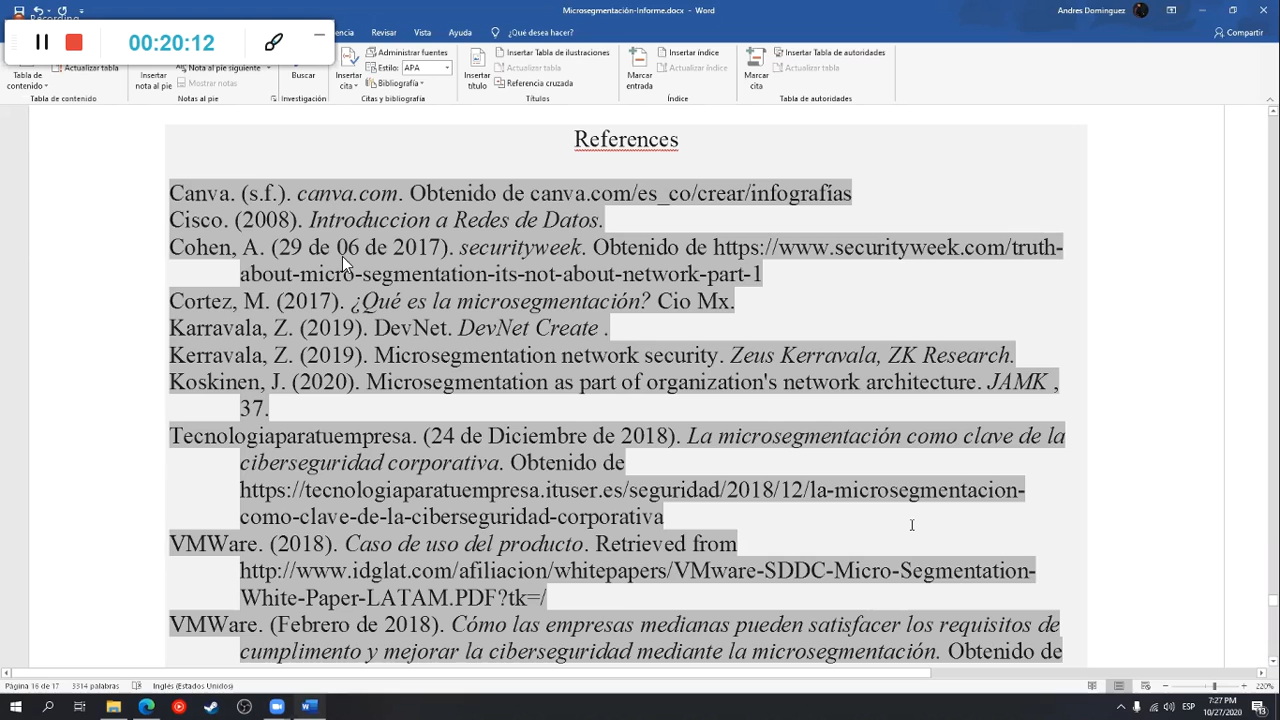 Microsegmentación-Informe.docx - Word
Andres Dominguez
00:20:12
Revisar Vista Ayuda ¿Qué desea hacer? Compartir
Tabla de contenido Actualizar tabla
Tabla de contenido
Insertar nota al pie Nota al pie siguiente Mostrar notas
Notas al pie
Buscar
Investigación
Insertar cita Administrar fuentes Estilo: APA Bibliografía
Citas y bibliografía
Insertar título Insertar Tabla de ilustraciones Actualizar tabla Referencia cruzada
Títulos
Marcar entrada Insertar índice Actualizar índice
Índice
Marcar cita Insertar Tabla de autoridades Actualizar tabla
Tabla de autoridades
References
Canva. (s.f.). canva.com. Obtenido de canva.com/es_co/crear/infografías
Cisco. (2008). Introduccion a Redes de Datos.
Cohen, A. (29 de 06 de 2017). securityweek. Obtenido de https://www.securityweek.com/truth-
about-micro-segmentation-its-not-about-network-part-1
Cortez, M. (2017). ¿Qué es la microsegmentación? Cio Mx.
Karravala, Z. (2019). DevNet. DevNet Create .
Kerravala, Z. (2019). Microsegmentation network security. Zeus Kerravala, ZK Research.
Koskinen, J. (2020). Microsegmentation as part of organization's network architecture. JAMK ,
37.
Tecnologiaparatuempresa. (24 de Diciembre de 2018). La microsegmentación como clave de la
ciberseguridad corporativa. Obtenido de
https://tecnologiaparatuempresa.ituser.es/seguridad/2018/12/la-microsegmentacion-
como-clave-de-la-ciberseguridad-corporativa
VMWare. (2018). Caso de uso del producto. Retrieved from
http://www.idglat.com/afiliacion/whitepapers/VMware-SDDC-Micro-Segmentation-
White-Paper-LATAM.PDF?tk=/
VMWare. (Febrero de 2018). Cómo las empresas medianas pueden satisfacer los requisitos de
cumplimento y mejorar la ciberseguridad mediante la microsegmentación. Obtenido de
Página 16 de 17 3314 palabras Inglés (Estados Unidos) 220%
ESP 7:27 PM 10/27/2020